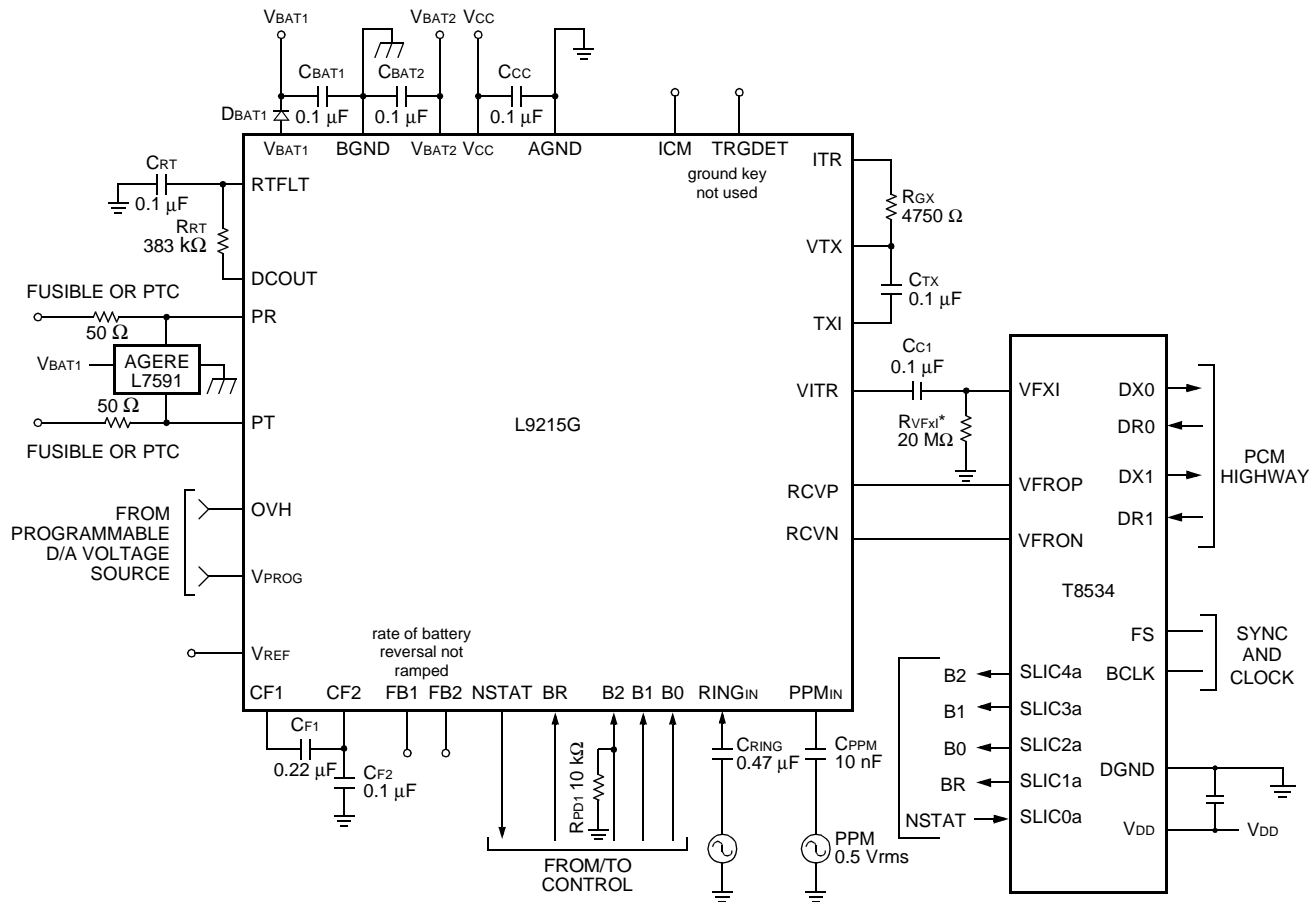 VBAT1
VBAT2
VCC
CBAT1
0.1 µF
CBAT2
0.1 µF
CCC
0.1 µF
DBAT1
VBAT1
BGND
VBAT2
VCC
AGND
ICM
TRGDET
ground key
not used
CRT
0.1 µF
RTFLT
RRT
383 kΩ
DCOUT
FUSIBLE OR PTC
50 Ω
PR
VBAT1
AGERE
L7591
50 Ω
PT
FUSIBLE OR PTC
FROM
PROGRAMMABLE
D/A VOLTAGE
SOURCE
OVH
VPROG
VREF
L9215G
ITR
RGX
4750 Ω
VTX
CTX
0.1 µF
TXI
CC1
0.1 µF
VITR
RVFxI*
20 MΩ
RCVP
RCVN
VFXI
VFROP
VFRON
T8534
DX0
DR0
DX1
DR1
PCM
HIGHWAY
FS
BCLK
SYNC
AND
CLOCK
B2
SLIC4a
B1
SLIC3a
B0
SLIC2a
BR
SLIC1a
NSTAT
SLIC0a
DGND
VDD
VDD
rate of battery
reversal not
ramped
CF1
CF2
FB1
FB2
NSTAT
BR
B2
B1
B0
RINGIN
PPMIN
CF1
0.22 µF
CF2
0.1 µF
RPD1 10 kΩ
CRING
0.47 µF
CPPM
10 nF
PPM
0.5 Vrms
FROM/TO
CONTROL